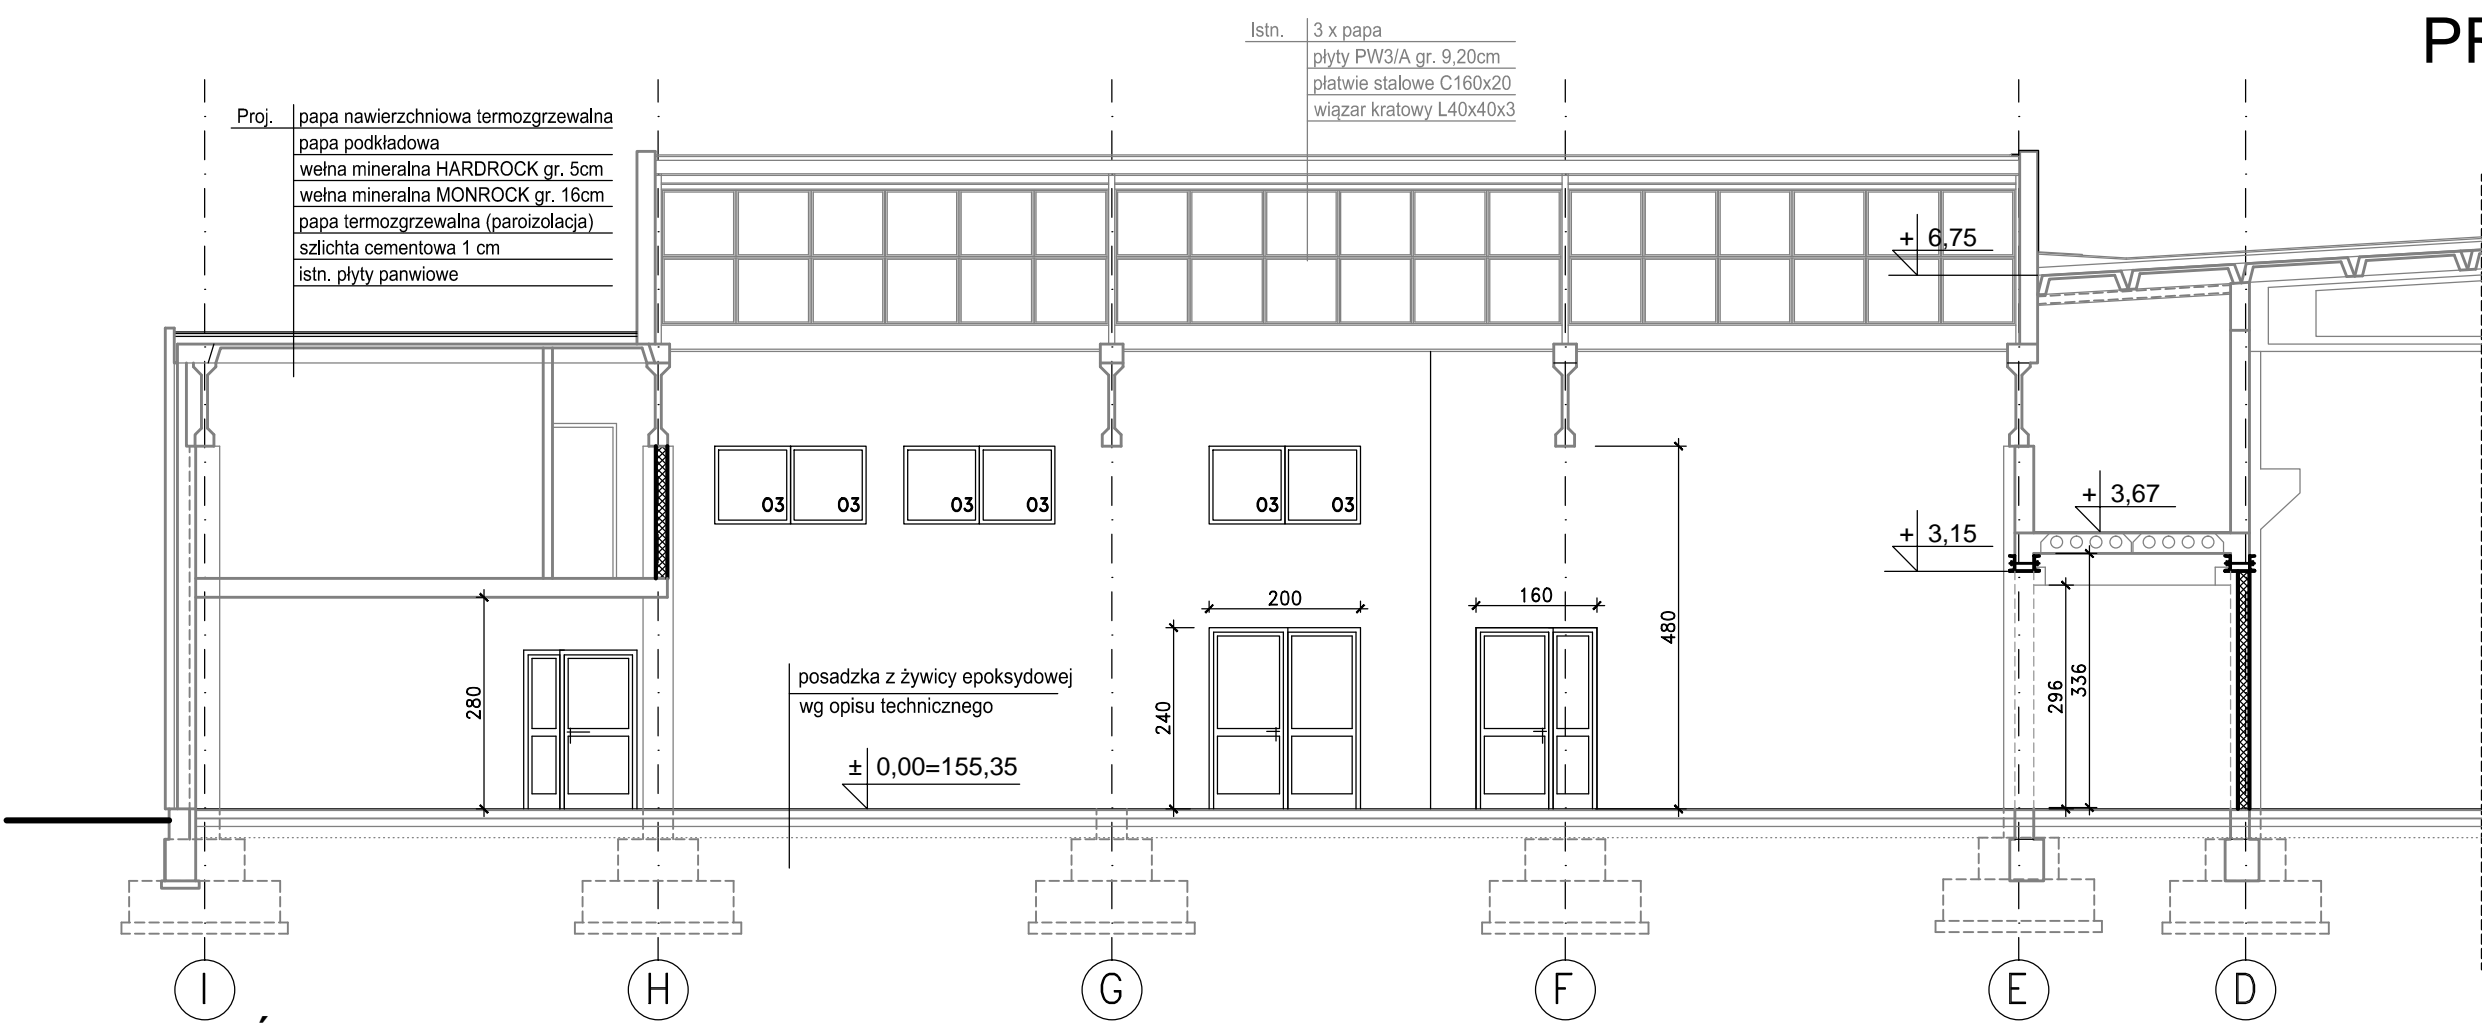 PR
Istn. 3 x papa
płyty PW3/A gr. 9,20cm
płatwie stalowe C160x20
wiązar kratowy L40x40x3
Proj. papa nawierzchniowa termozgrzewalna
papa podkładowa
wełna mineralna HARDROCK gr. 5cm
wełna mineralna MONROCK gr. 16cm
papa termozgrzewalna (paroizolacja)
szlichta cementowa 1 cm
istn. płyty panwiowe
+ 6,75
03 03 03 03 03 03
+ 3,67
+ 3,15
200
160
480
280
240
296
336
posadzka z żywicy epoksydowej
wg opisu technicznego
± 0,00=155,35
I H G F E D